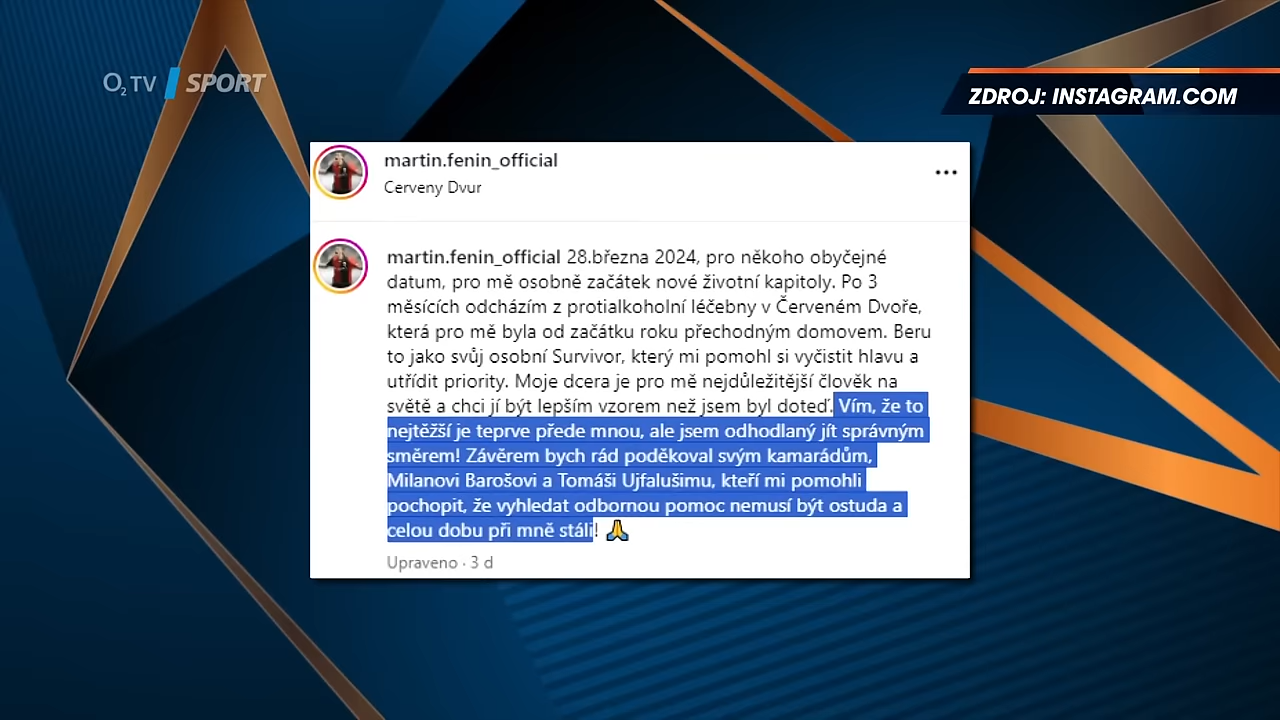 O2 TV SPORT
ZDROJ: INSTAGRAM.COM
martin.fenin_official
Cerveny Dvur
martin.fenin_official 28.března 2024, pro někoho obyčejné
datum, pro mě osobně začátek nové životní kapitoly. Po 3
měsících odcházím z protialkoholní léčebny v Červeném Dvoře,
která pro mě byla od začátku roku přechodným domovem. Beru
to jako svůj osobní Survivor, který mi pomohl si vyčistit hlavu a
utřídit priority. Moje dcera je pro mě nejdůležitější člověk na
světě a chci jí být lepším vzorem než jsem byl doteď. Vím, že to
nejtěžší je teprve přede mnou, ale jsem odhodlaný jít správným
směrem! Závěrem bych rád poděkoval svým kamarádům,
Milanovi Barošovi a Tomáši Ujfalušimu, kteří mi pomohli
pochopit, že vyhledat odbornou pomoc nemusí být ostuda a
celou dobu při mně stáli! 🙏
Upraveno · 3 d